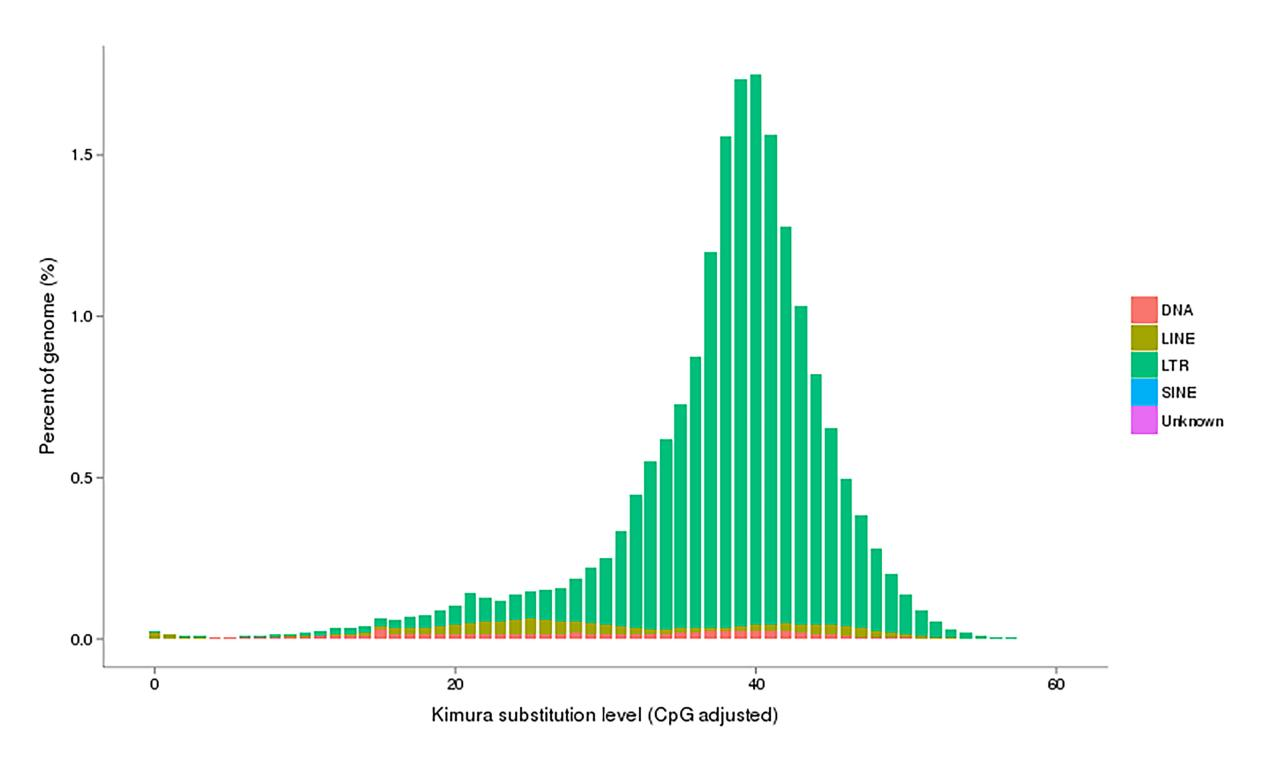 1.5
1.0
0.5
0.0
Percent of genome (%)
0
20
40
60
Kimura substitution level (CpG adjusted)
DNA
LINE
LTR
SINE
Unknown